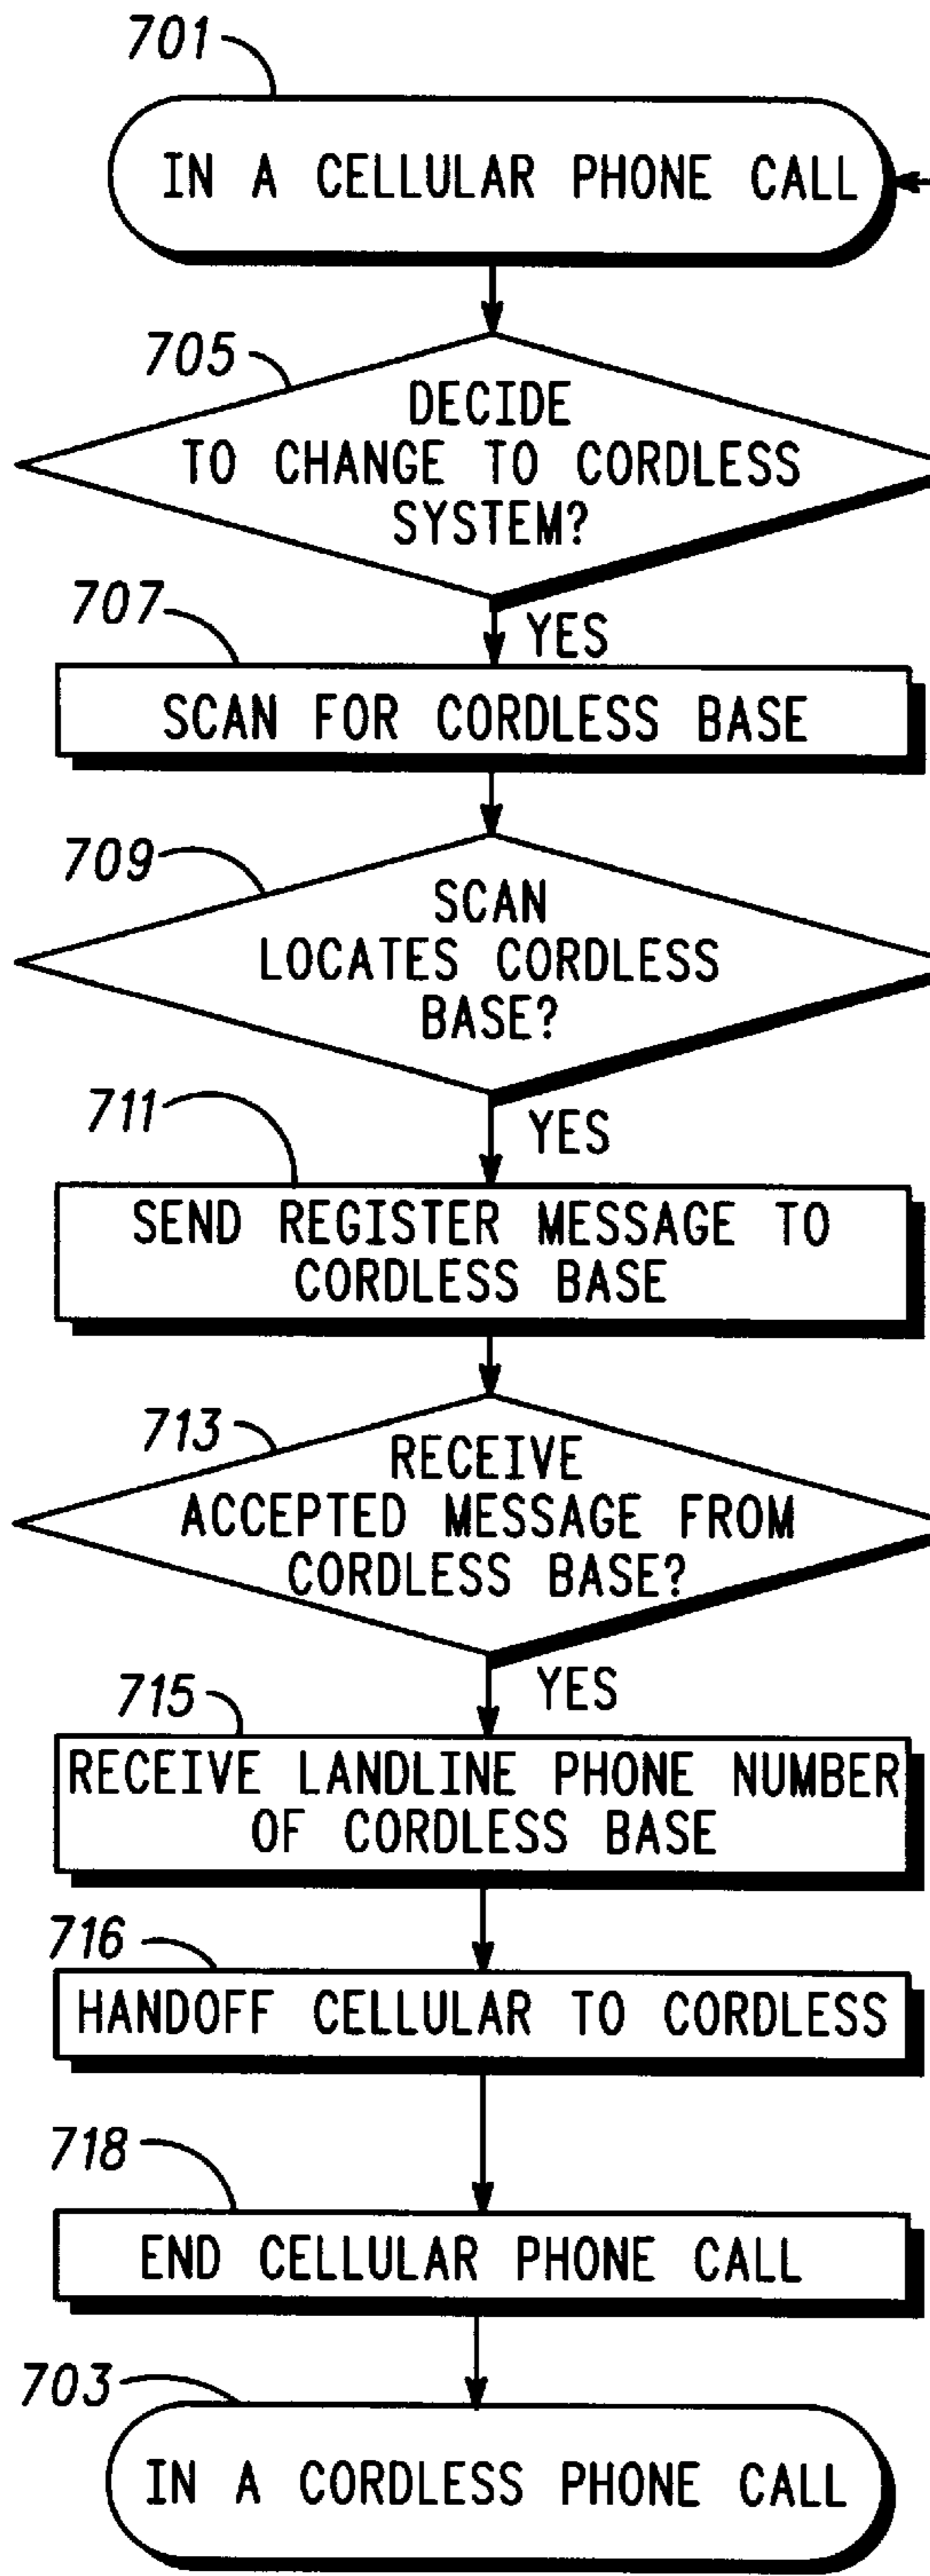 701
IN A CELLULAR PHONE CALL
705
DECIDE
TO CHANGE TO CORDLESS
SYSTEM?
YES
707
SCAN FOR CORDLESS BASE
709
SCAN
LOCATES CORDLESS
BASE?
YES
711
SEND REGISTER MESSAGE TO
CORDLESS BASE
713
RECEIVE
ACCEPTED MESSAGE FROM
CORDLESS BASE?
YES
715
RECEIVE LANDLINE PHONE NUMBER
OF CORDLESS BASE
716
HANDOFF CELLULAR TO CORDLESS
718
END CELLULAR PHONE CALL
703
IN A CORDLESS PHONE CALL